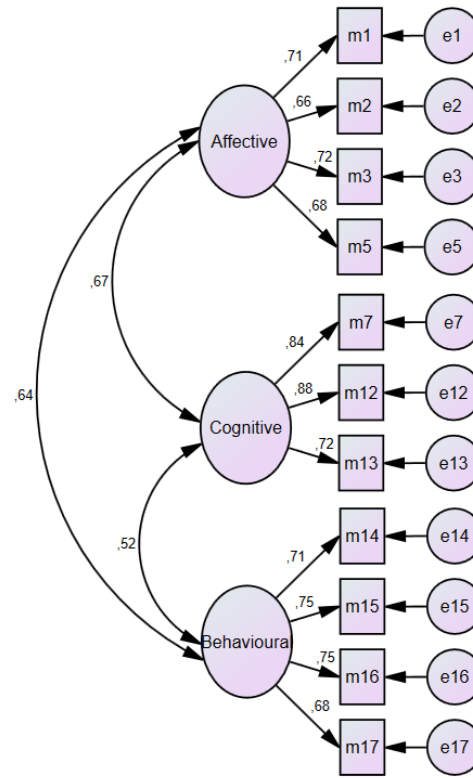 ,71 m1 e1
,66 m2 e2
Affective
,72 m3 e3
,68 m5 e5
,67
,84 m7 e7
,64
,88 m12 e12
Cognitive
,72 m13 e13
,52
,71 m14 e14
,75 m15 e15
Behavioural
,75 m16 e16
,68 m17 e17